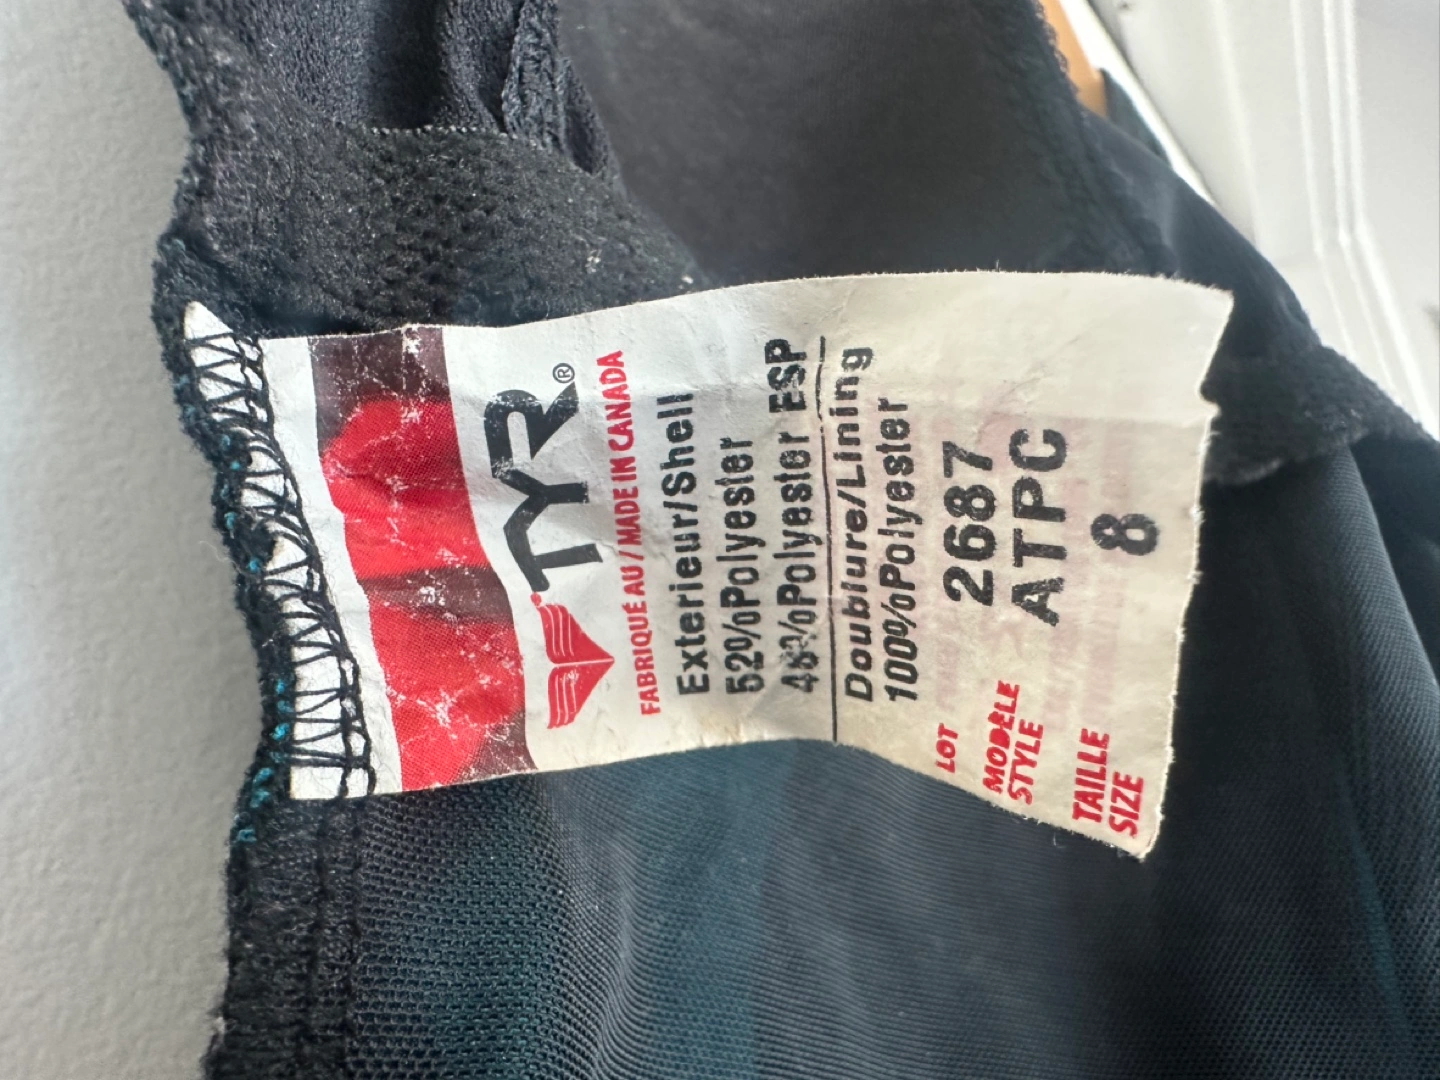 TYR®
FABRIQUÉ AU / MADE IN CANADA
Exterieur/Shell
52%Polyester
48%Polyester ESP
Doublure/Lining
100%Polyester
LOT 2687
MODÈLE ATPC
STYLE
TAILLE 8
SIZE